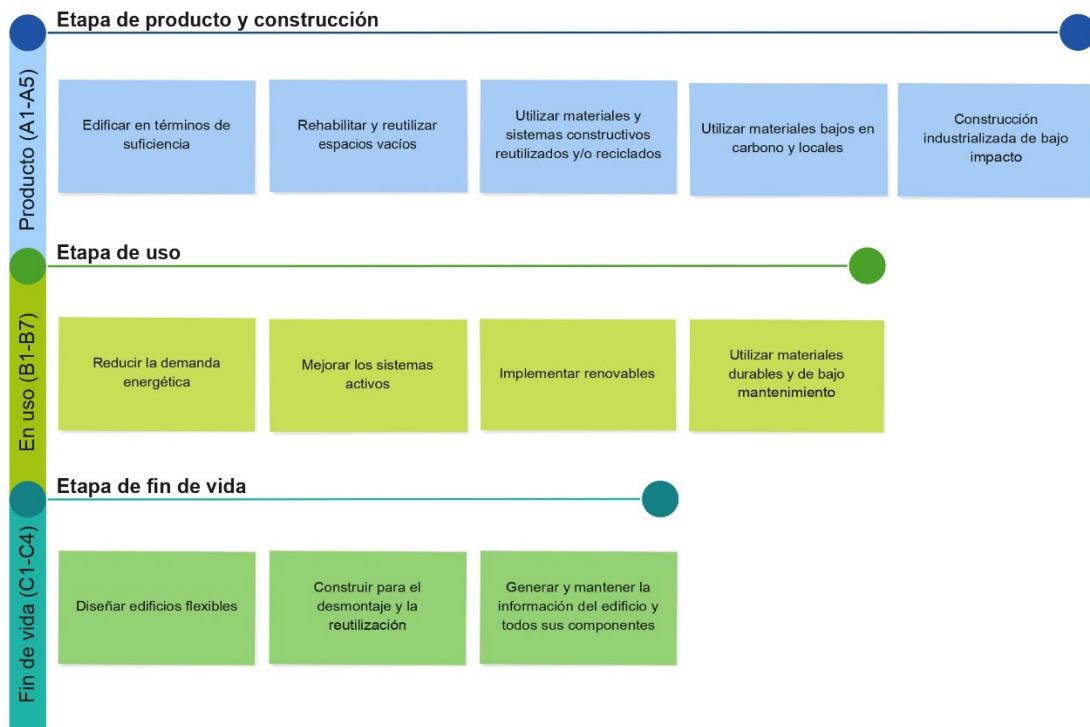 Etapa de producto y construcción
Producto (A1-A5)
Edificar en términos de
suficiencia
Rehabilitar y reutilizar
espacios vacíos
Utilizar materiales y
sistemas constructivos
reutilizados y/o reciclados
Utilizar materiales bajos en
carbono y locales
Construcción
industrializada de bajo
impacto
Etapa de uso
En uso (B1-B7)
Reducir la demanda
energética
Mejorar los sistemas
activos
Implementar renovables
Utilizar materiales
durables y de bajo
mantenimiento
Etapa de fin de vida
Fin de vida (C1-C4)
Diseñar edificios flexibles
Construir para el
desmontaje y la
reutilización
Generar y mantener la
información del edificio y
todos sus componentes